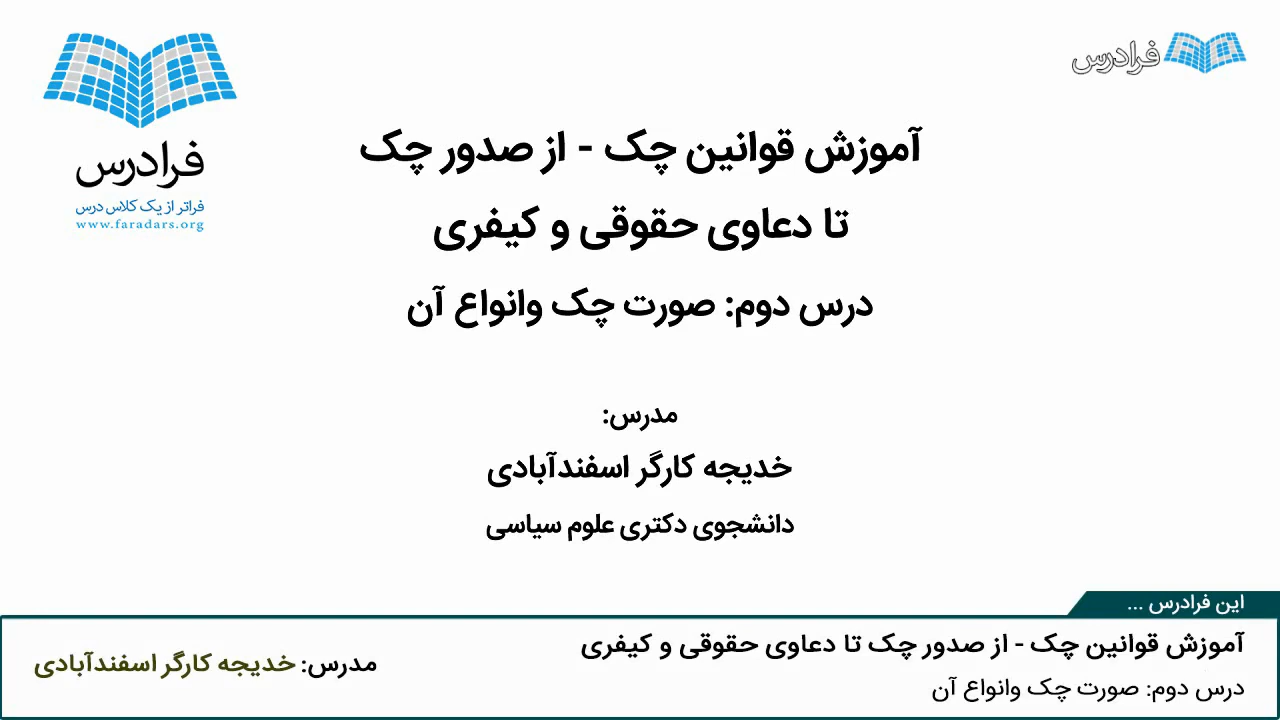 فرادرس
فرادرس
فراتر از یک کلاس درس
www.faradars.org
آموزش قوانین چک - از صدور چک
تا دعاوی حقوقی و کیفری
درس دوم: صورت چک وانواع آن
مدرس:
خدیجه کارگر اسفندآبادی
دانشجوی دکتری علوم سیاسی
این فرادرس ...
آموزش قوانین چک - از صدور چک تا دعاوی حقوقی و کیفری
درس دوم: صورت چک وانواع آن
مدرس: خدیجه کارگر اسفندآبادی